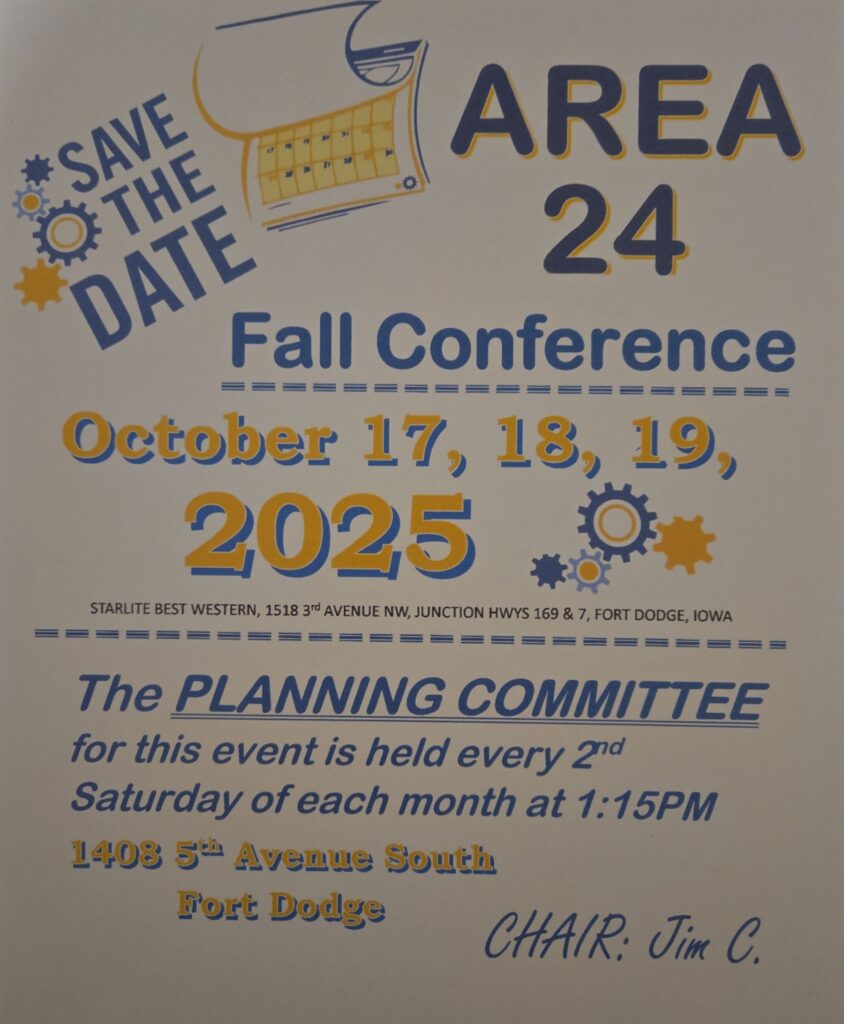 SAVE
THE
DATE
AREA
24
Fall Conference
October 17, 18, 19,
2025
STARLITE BEST WESTERN, 1518 3rd AVENUE NW, JUNCTION HWYS 169 & 7, FORT DODGE, IOWA
The PLANNING COMMITTEE
for this event is held every 2nd
Saturday of each month at 1:15PM
1408 5th Avenue South
Fort Dodge
CHAIR: Jim C.